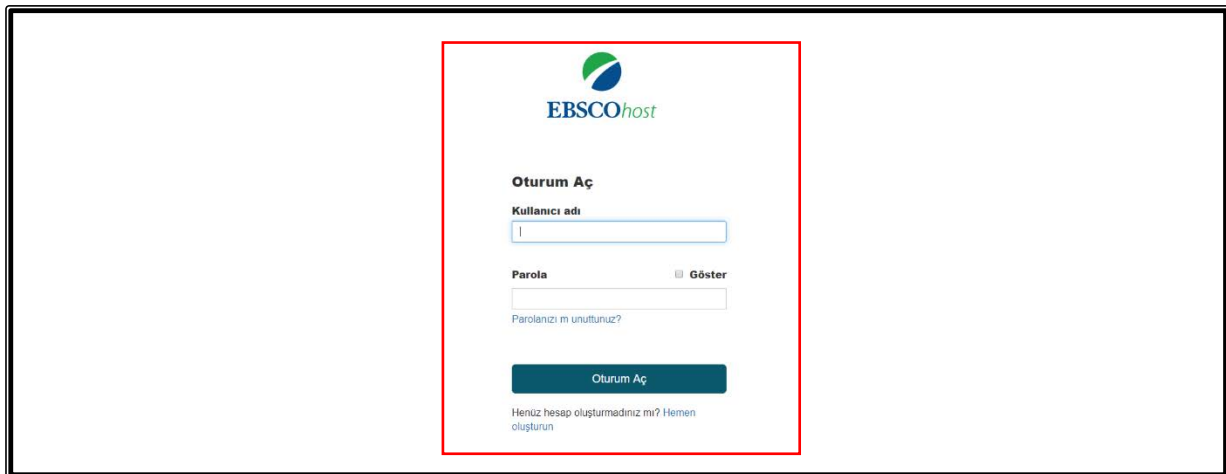 EBSCOhost
Oturum Aç
Kullanıcı adı
Parola Göster
Parolanızı m unuttunuz?
Oturum Aç
Henüz hesap oluşturmadınız mı? Hemen
oluşturun